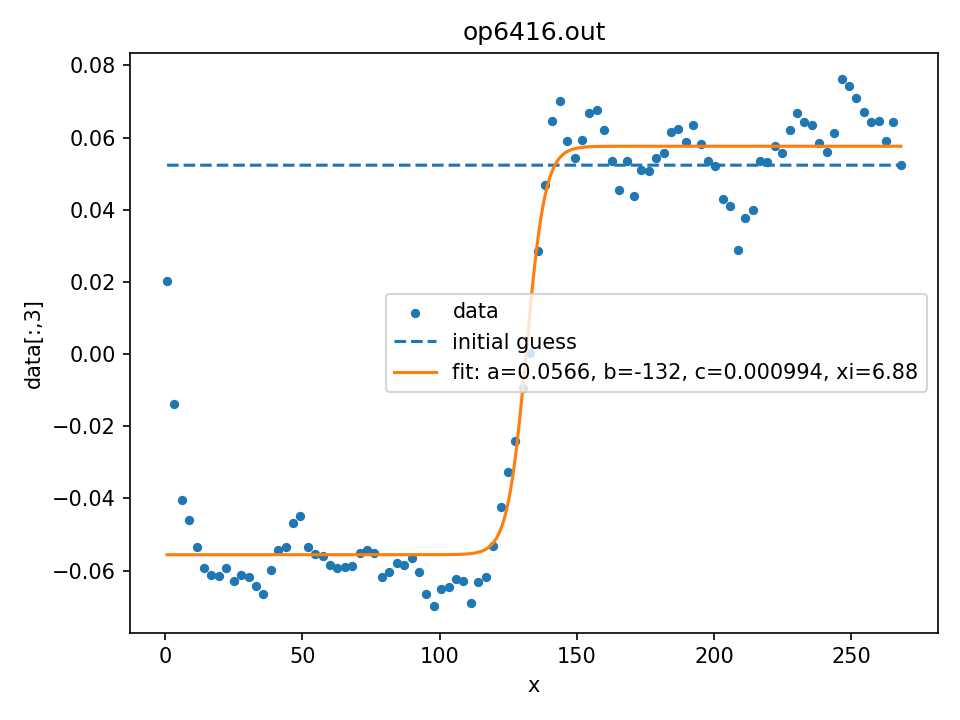 op6416.out
0.08
0.06
0.04
0.02
0.00
−0.02
−0.04
−0.06
data[:,3]
data
initial guess
fit: a=0.0566, b=-132, c=0.000994, xi=6.88
0 50 100 150 200 250
x